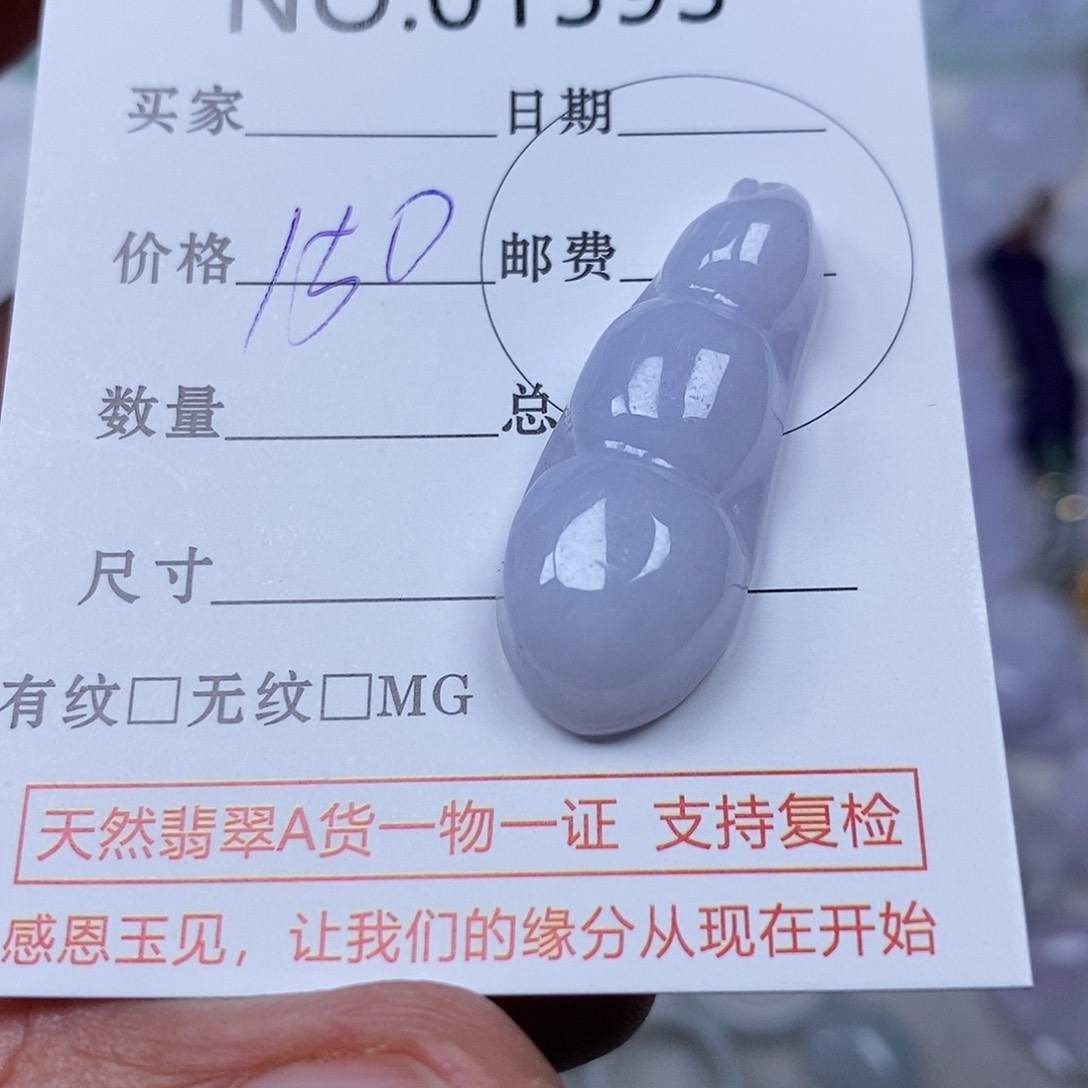 NO.01393
买家 日期
价格 150 邮费
数量 总
尺寸
有纹□无纹□MG
天然翡翠A货一物一证 支持复检
感恩玉见，让我们的缘分从现在开始